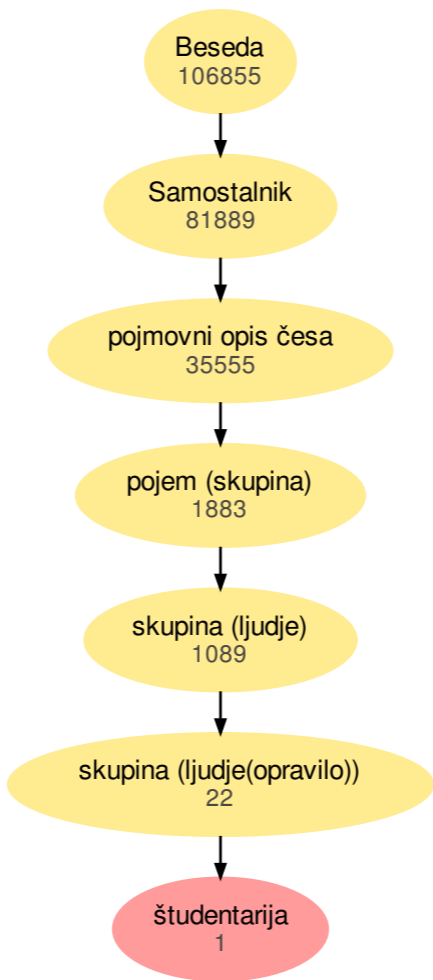 Beseda
106855
Samostalnik
81889
pojmovni opis česa
35555
pojem (skupina)
1883
skupina (ljudje)
1089
skupina (ljudje(opravilo))
22
študentarija
1